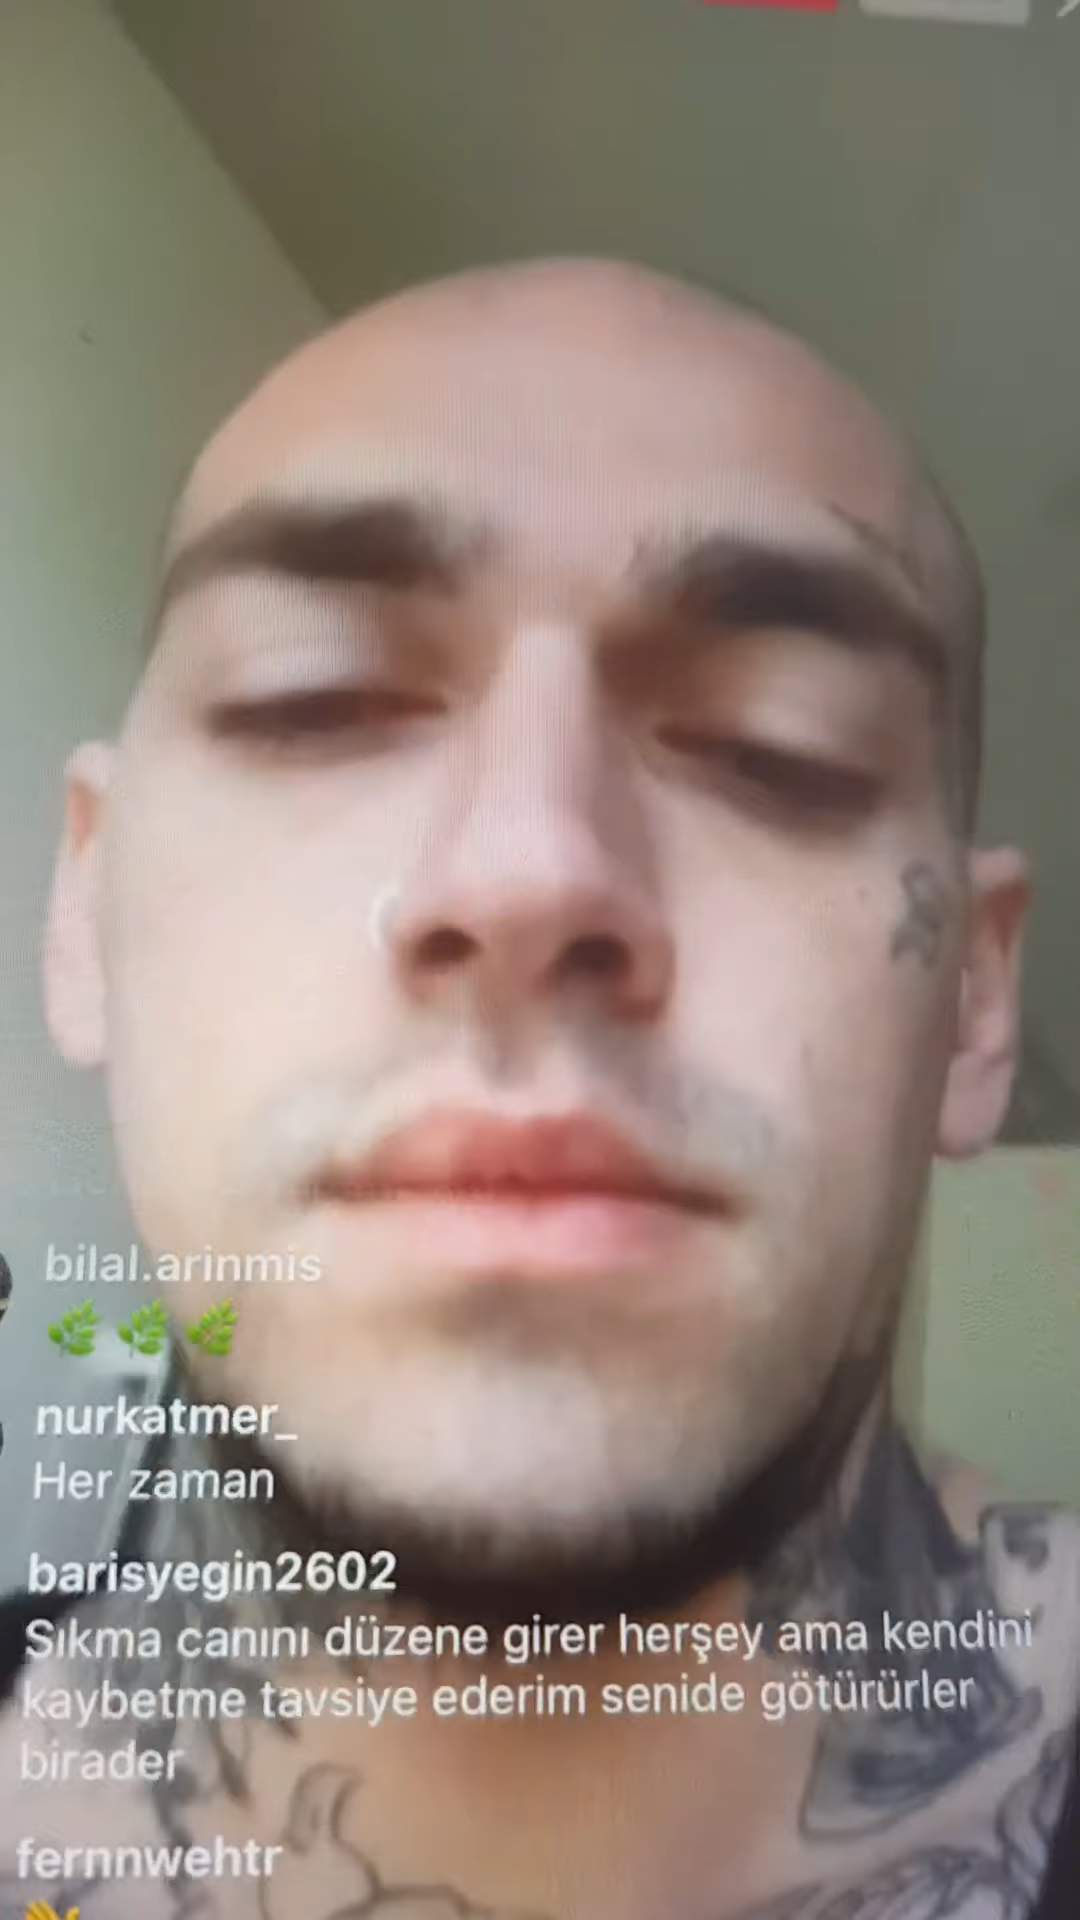 bilal.arinmis
🌿 🌿 🌿
nurkatmer_
Her zaman
barisyegin2602
Sıkma canını düzene girer herşey ama kendini
kaybetme tavsiye ederim senide götürürler
birader
fernnwehtr